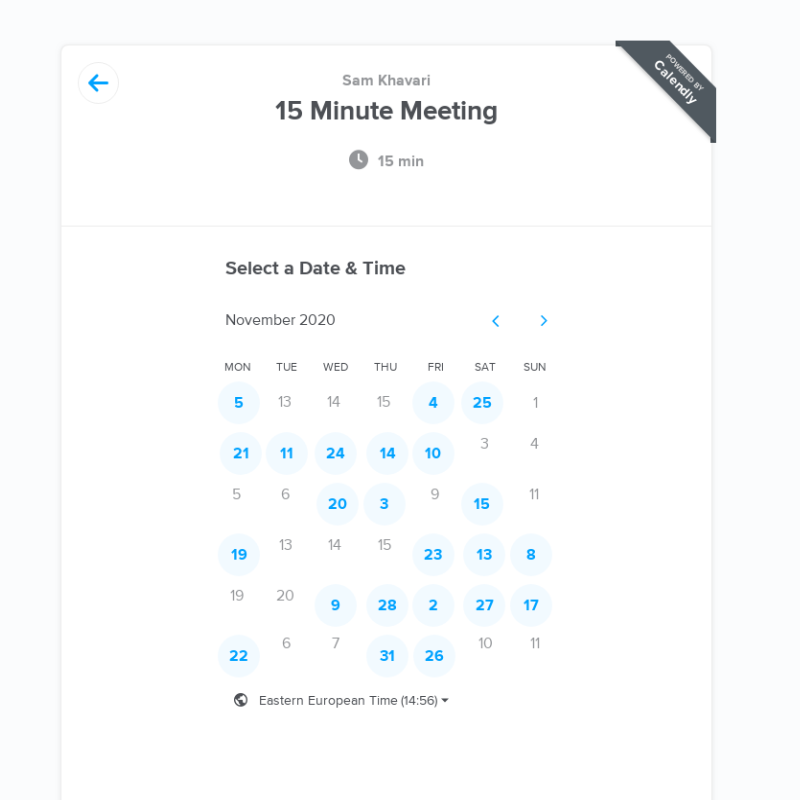 POWERED BY
Calendly
Sam Khavari
15 Minute Meeting
15 min
Select a Date & Time
November 2020
MON TUE WED THU FRI SAT SUN
5 13 14 15 4 25 1
21 11 24 14 10 3 4
5 6 20 3 9 15 11
19 13 14 15 23 13 8
19 20 9 28 2 27 17
22 6 7 31 26 10 11
Eastern European Time (14:56)